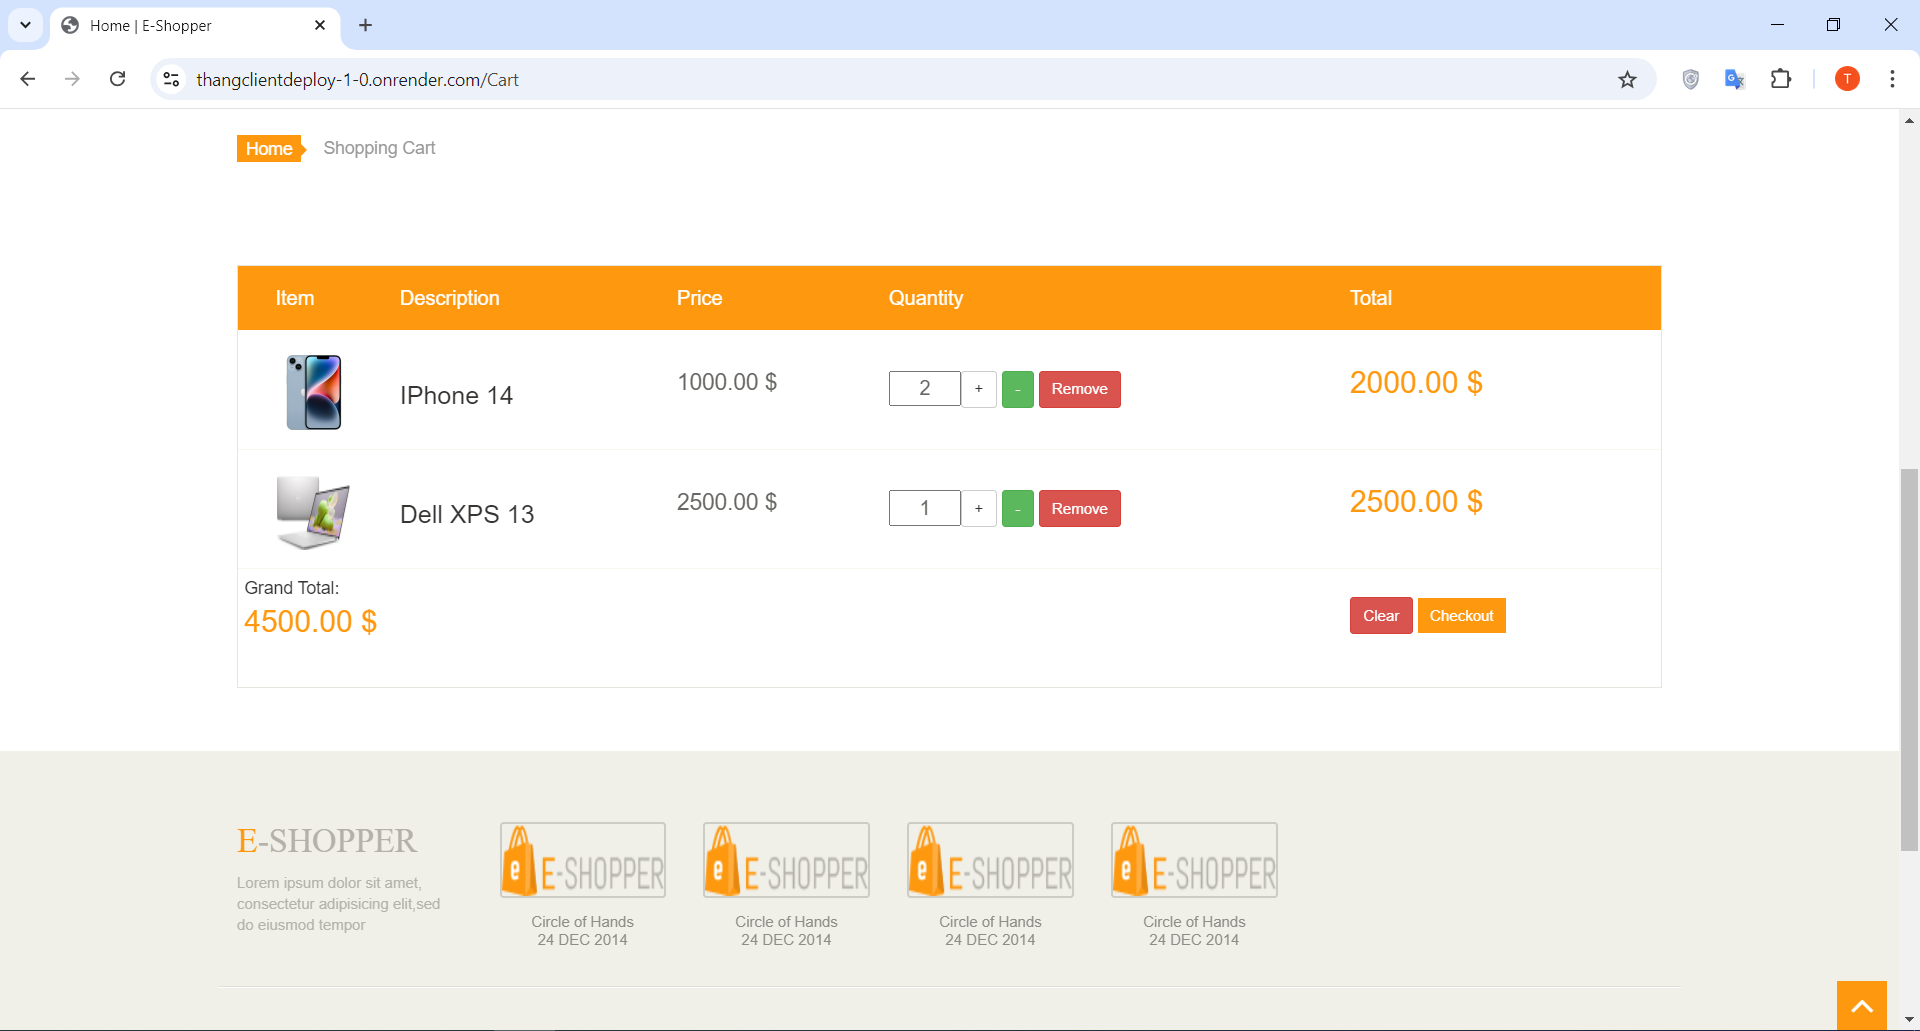 Home | E-Shopper
thangclientdeploy-1-0.onrender.com/Cart
T
Home Shopping Cart
Item Description Price Quantity Total
IPhone 14 1000.00 $ 2 + - Remove 2000.00 $
Dell XPS 13 2500.00 $ 1 + - Remove 2500.00 $
Grand Total:
4500.00 $ Clear Checkout
E-SHOPPER
Lorem ipsum dolor sit amet,
consectetur adipisicing elit,sed
do eiusmod tempor
e E-SHOPPER
Circle of Hands
24 DEC 2014
e E-SHOPPER
Circle of Hands
24 DEC 2014
e E-SHOPPER
Circle of Hands
24 DEC 2014
e E-SHOPPER
Circle of Hands
24 DEC 2014